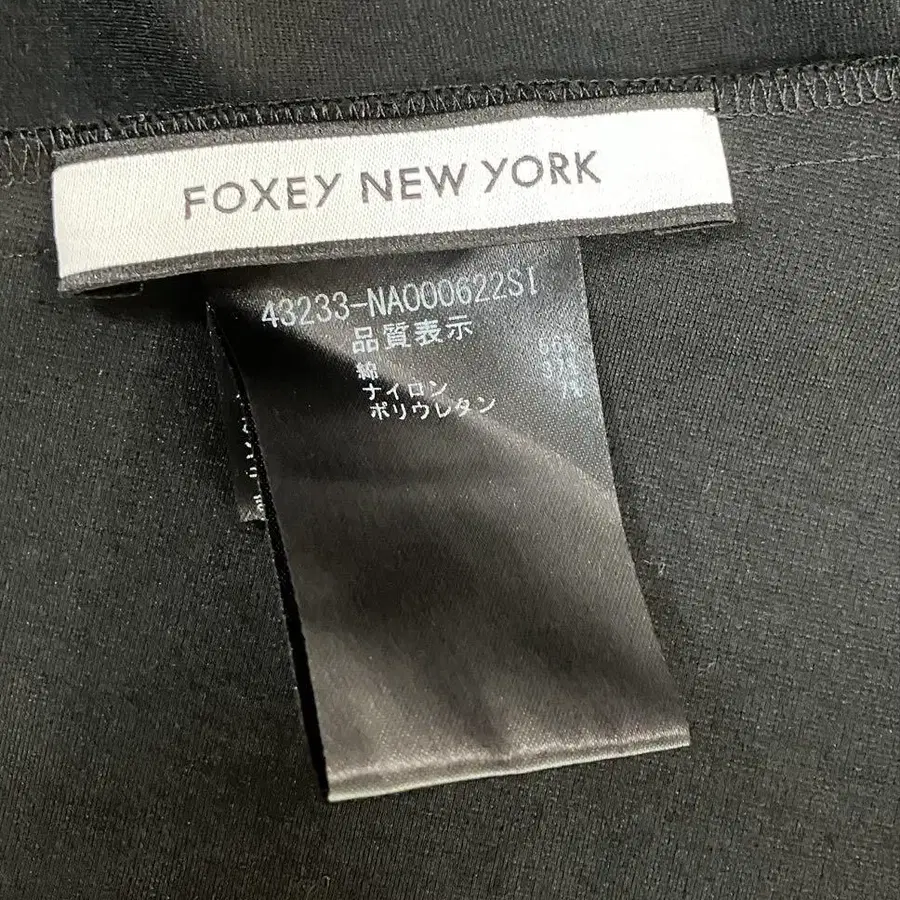 FOXEY NEW YORK
43233-NA000622SI
品質表示
綿
ナイロン
ポリウレタン